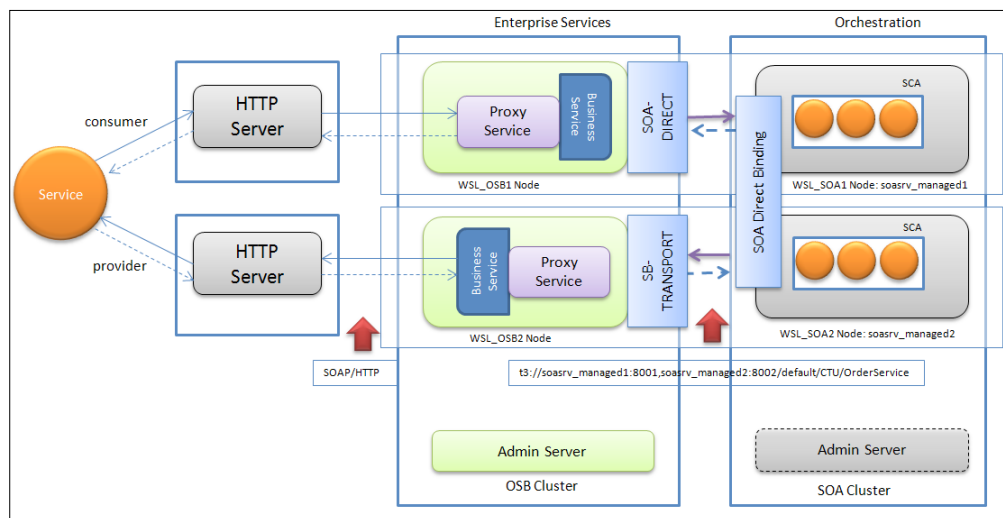 Enterprise Services
Orchestration
consumer
HTTP
Server
Proxy
Service
Business
Service
SOA-
DIRECT
SCA
WSL_OSB1 Node
WSL_SOA1 Node: soasrv_managed1
Service
SOA Direct Binding
provider
HTTP
Server
Business
Service
Proxy
Service
SB-
TRANSPORT
SCA
WSL_OSB2 Node
WSL_SOA2 Node: soasrv_managed2
SOAP/HTTP
t3://soasrv_managed1:8001,soasrv_managed2:8002/default/CTU/OrderService
Admin Server
Admin Server
OSB Cluster
SOA Cluster